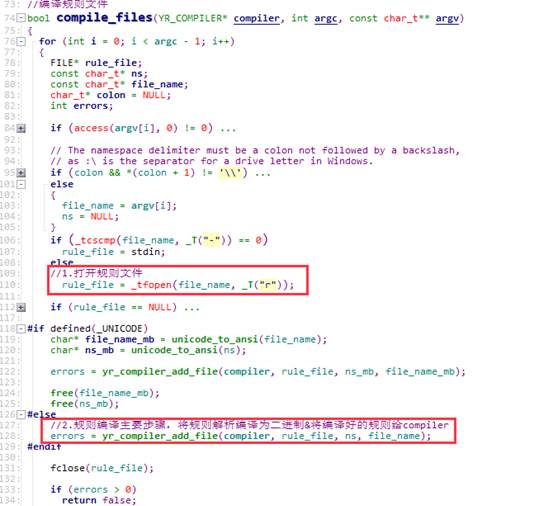 73: //编译规则文件
74: bool compile_files(YR_COMPILER* compiler, int argc, const char_t** argv)
75: {
76: for (int i = 0; i < argc - 1; i++)
77: {
78: FILE* rule_file;
79: const char_t* ns;
80: const char_t* file_name;
81: char_t* colon = NULL;
82: int errors;
83:
84: if (access(argv[i], 0) != 0) ...
92:
93: // The namespace delimiter must be a colon not followed by a backslash,
94: // as :\ is the separator for a drive letter in Windows.
95: if (colon && *(colon + 1) != '\\') ...
101: else
102: {
103: file_name = argv[i];
104: ns = NULL;
105: }
106: if (_tcscmp(file_name, _T("-")) == 0)
107: rule_file = stdin;
108: else
109: //1.打开规则文件
110: rule_file = _tfopen(file_name, _T("r"));
111:
112: if (rule_file == NULL) ...
117:
118: #if defined(_UNICODE)
119: char* file_name_mb = unicode_to_ansi(file_name);
120: char* ns_mb = unicode_to_ansi(ns);
121:
122: errors = yr_compiler_add_file(compiler, rule_file, ns_mb, file_name_mb);
123:
124: free(file_name_mb);
125: free(ns_mb);
126: #else
127: //2.规则编译主要步骤，将规则解析编译为二进制&将编译好的规则给compiler
128: errors = yr_compiler_add_file(compiler, rule_file, ns, file_name);
129: #endif
130:
131: fclose(rule_file);
132:
133: if (errors > 0)
134: return false;